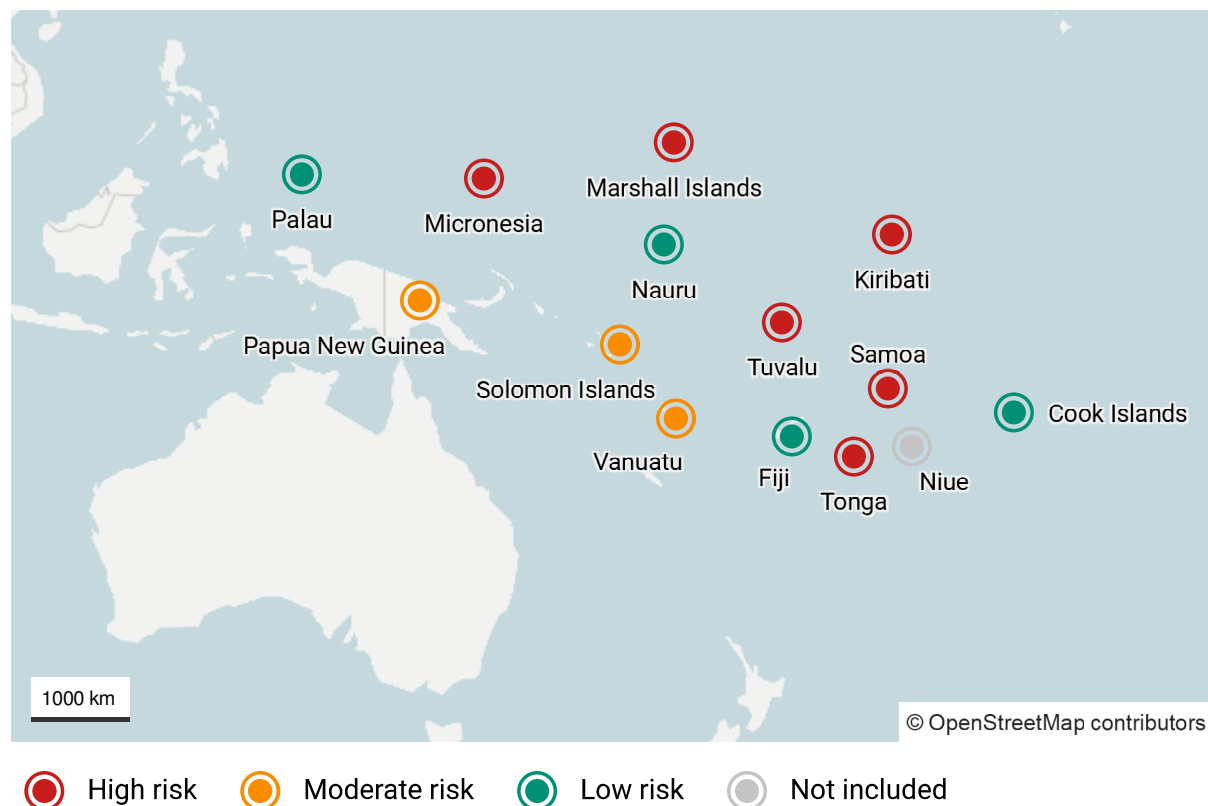 Marshall Islands
Palau
Micronesia
Kiribati
Nauru
Papua New Guinea
Tuvalu
Samoa
Solomon Islands
Cook Islands
Vanuatu
Fiji
Niue
Tonga
1000 km
© OpenStreetMap contributors
High risk
Moderate risk
Low risk
Not included